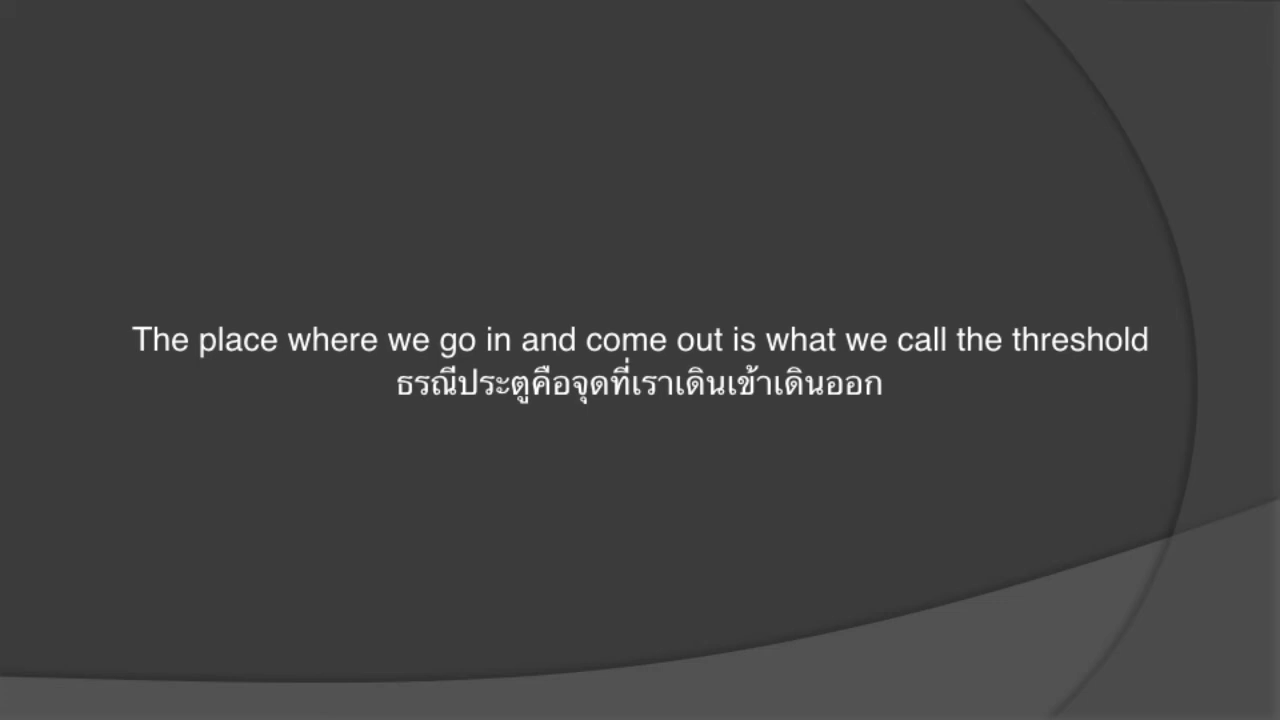 The place where we go in and come out is what we call the threshold
ธรณีประตูคือจุดที่เราเดินเข้าเดินออก